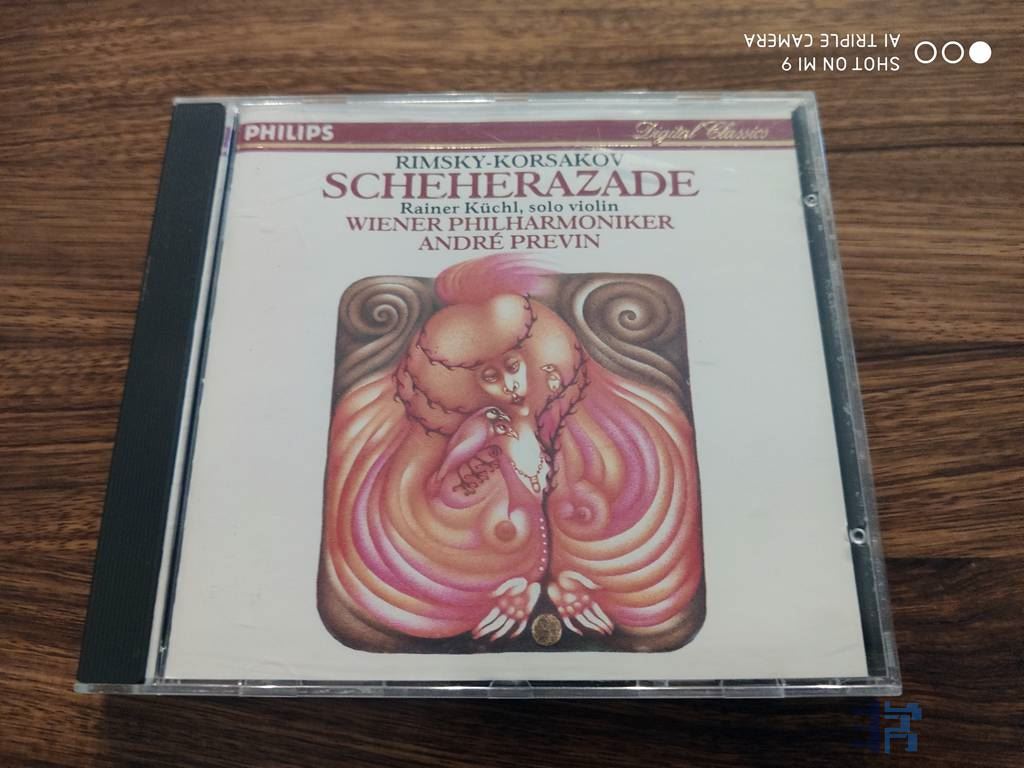 SHOT ON MI 9
AI TRIPLE CAMERA
PHILIPS
Digital Classics
RIMSKY-KORSAKOV
SCHEHERAZADE
Rainer Küchl, solo violin
WIENER PHILHARMONIKER
ANDRÉ PREVIN